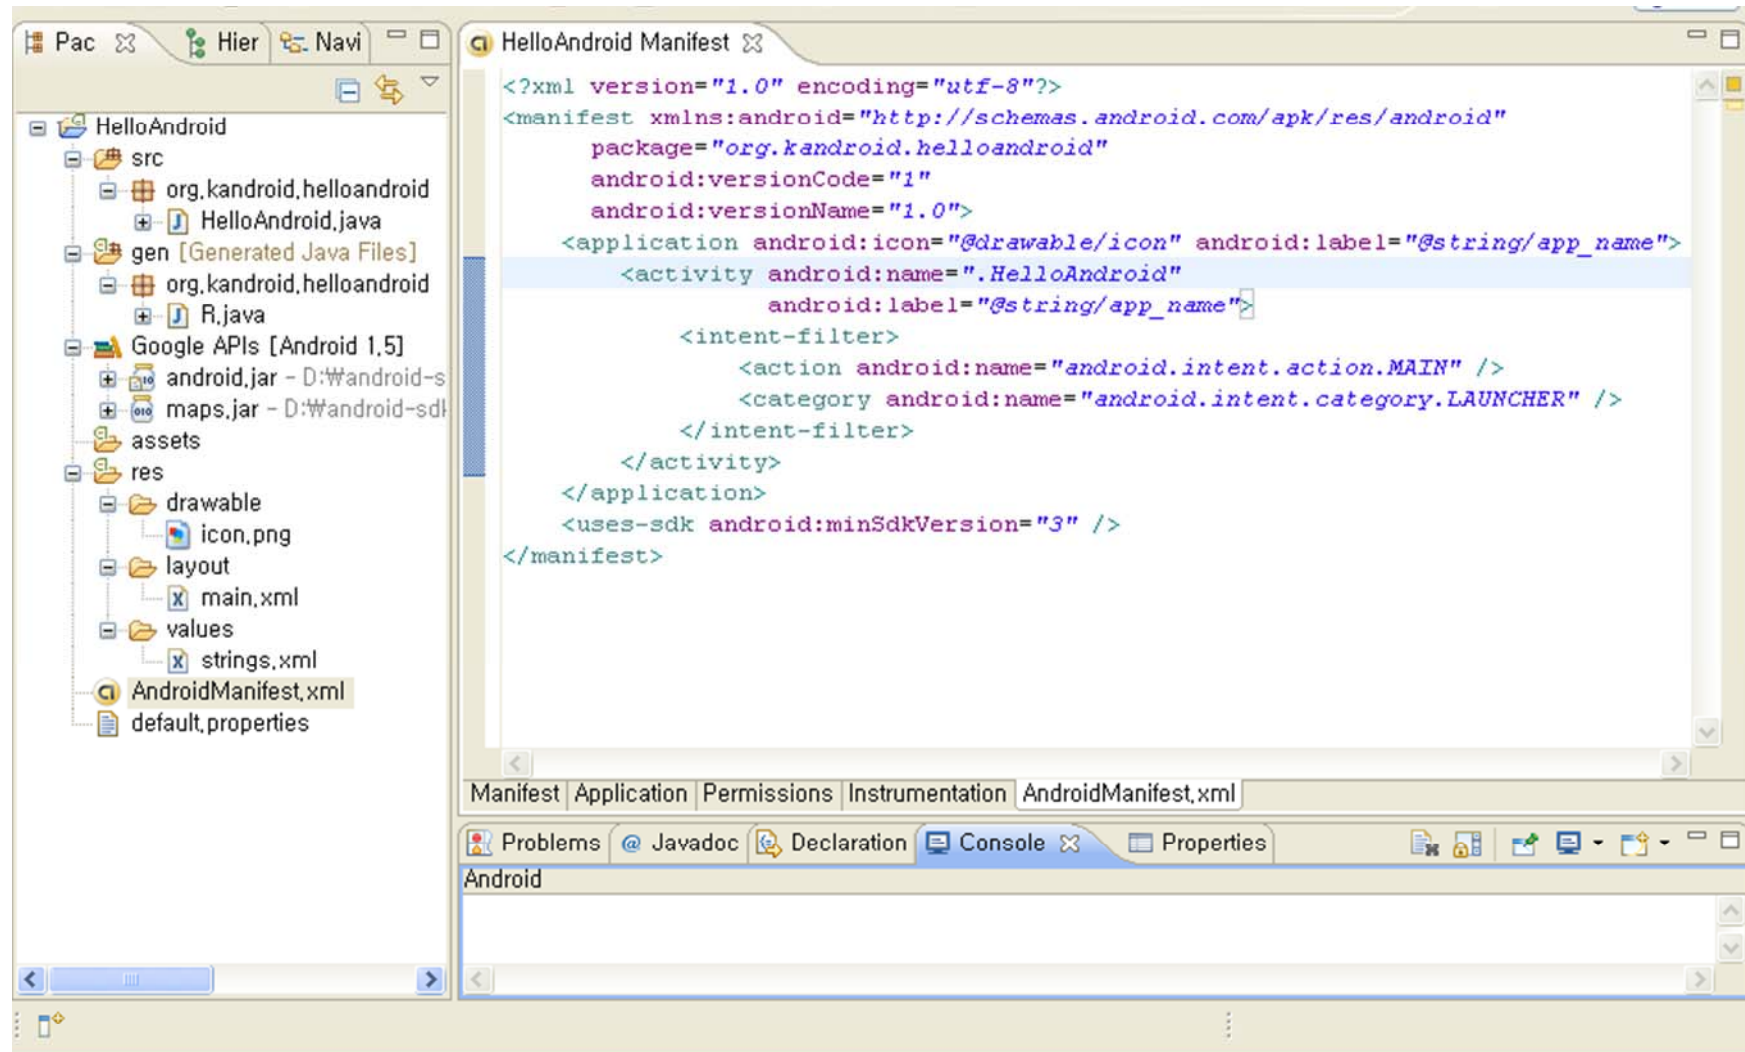 Pac Hier Navi
HelloAndroid
src
org.kandroid.helloandroid
HelloAndroid.java
gen [Generated Java Files]
org.kandroid.helloandroid
R.java
Google APIs [Android 1.5]
android.jar - D:₩android-s
maps.jar - D:₩android-sdk
assets
res
drawable
icon.png
layout
main.xml
values
strings.xml
AndroidManifest.xml
default.properties
HelloAndroid Manifest
<?xml version="1.0" encoding="utf-8"?>
<manifest xmlns:android="http://schemas.android.com/apk/res/android"
package="org.kandroid.helloandroid"
android:versionCode="1"
android:versionName="1.0">
<application android:icon="@drawable/icon" android:label="@string/app_name">
<activity android:name=".HelloAndroid"
android:label="@string/app_name">
<intent-filter>
<action android:name="android.intent.action.MAIN" />
<category android:name="android.intent.category.LAUNCHER" />
</intent-filter>
</activity>
</application>
<uses-sdk android:minSdkVersion="3" />
</manifest>
Manifest Application Permissions Instrumentation AndroidManifest.xml
Problems @ Javadoc Declaration Console Properties
Android